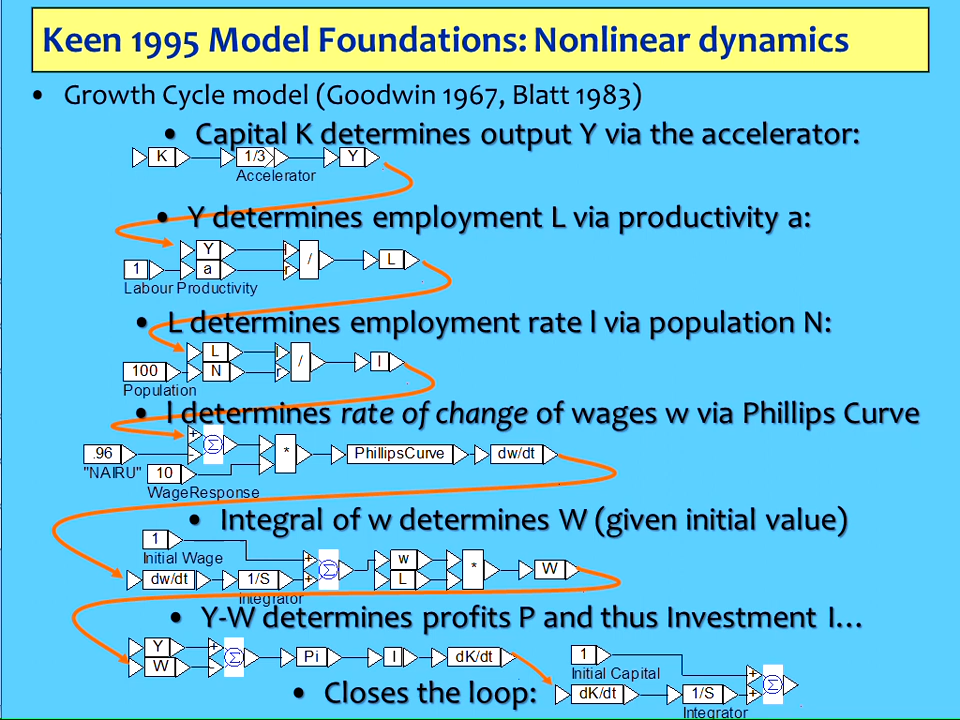 Keen 1995 Model Foundations: Nonlinear dynamics
• Growth Cycle model (Goodwin 1967, Blatt 1983)
• Capital K determines output Y via the accelerator:
K 1/3 Y
Accelerator
• Y determines employment L via productivity a:
Y l / L
1 a r
Labour Productivity
• L determines employment rate l via population N:
L l / l
100 N r
Population
• l determines rate of change of wages w via Phillips Curve
+ Σ
.96 - * PhillipsCurve dw/dt
"NAIRU" 10
WageResponse
• Integral of w determines W (given initial value)
1
Initial Wage + Σ w * W
dw/dt 1/S + L
Integrator
• Y-W determines profits P and thus Investment I…
Y + Σ Pi I dK/dt 1
W - Initial Capital + Σ
• Closes the loop: dK/dt 1/S +
Integrator